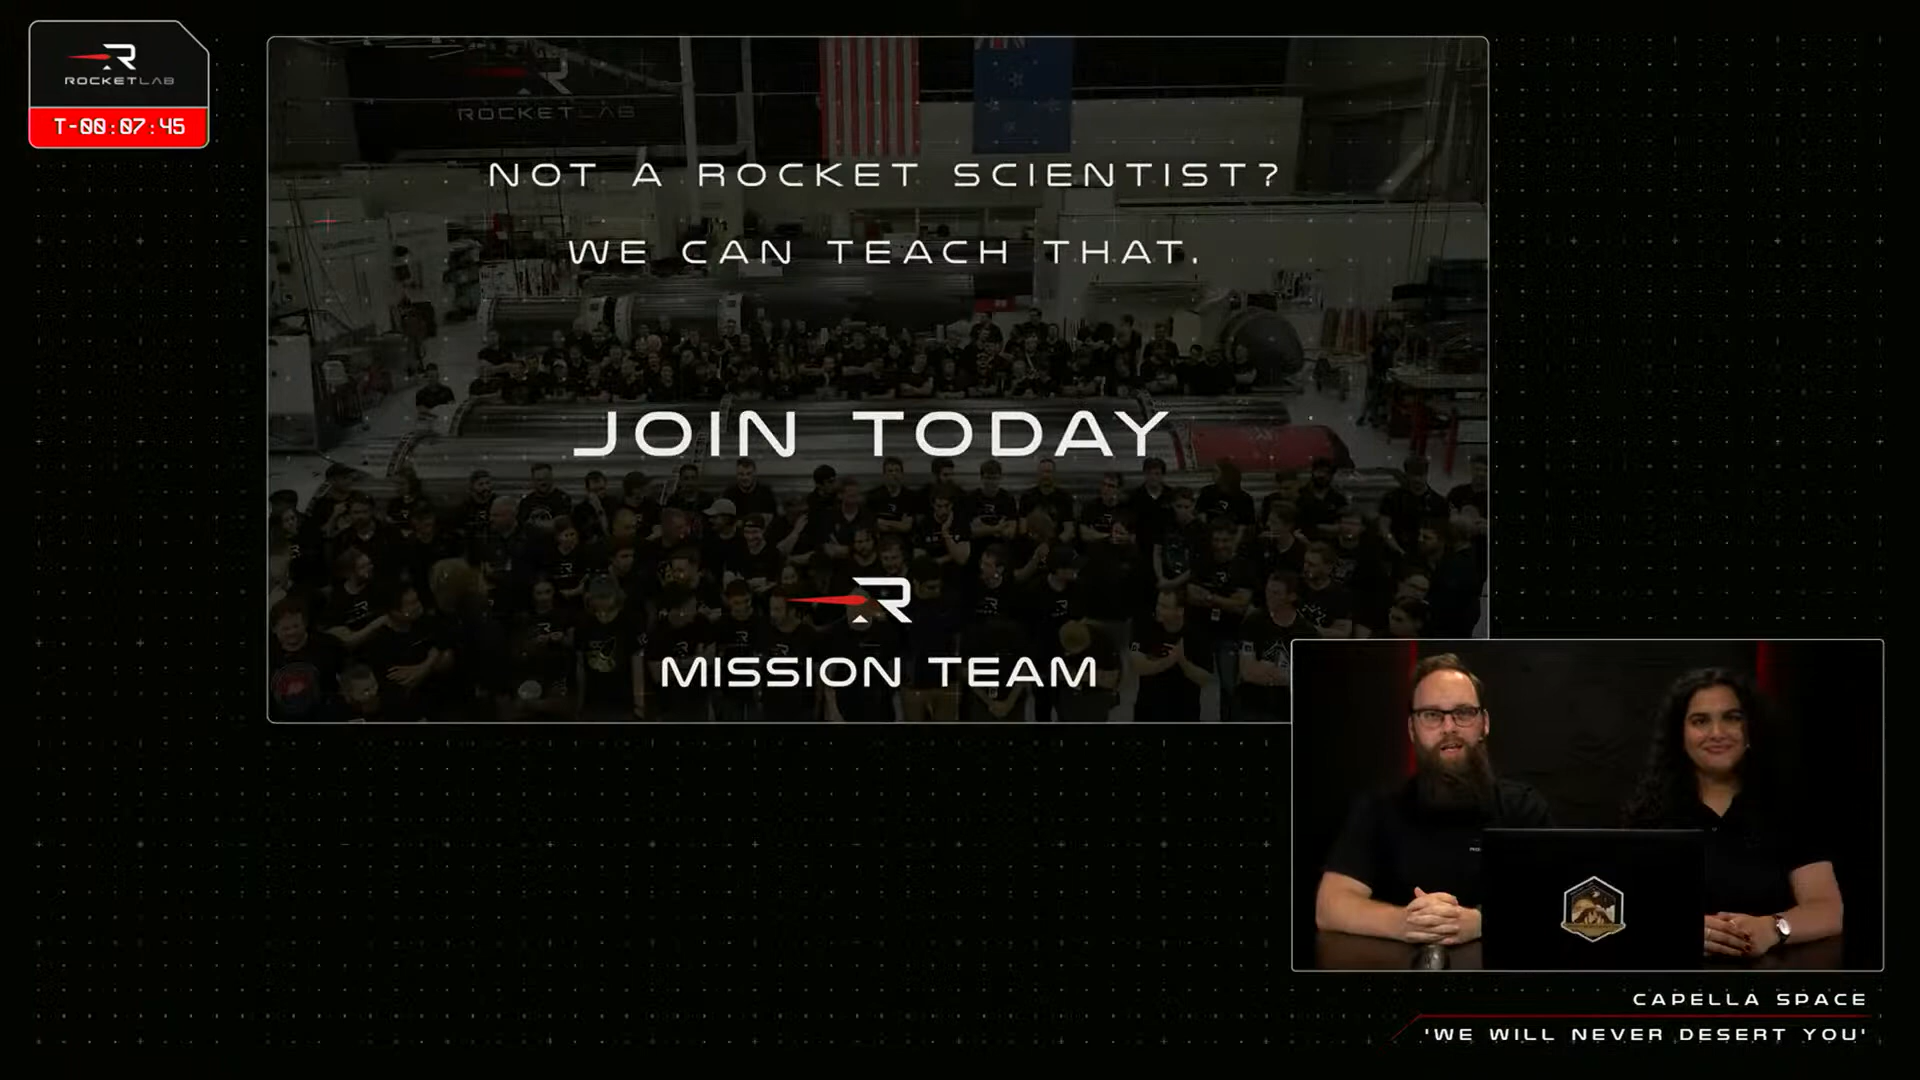 ROCKETLAB
T-00:07:45
ROCKETLAB
NOT A ROCKET SCIENTIST?
WE CAN TEACH THAT.
JOIN TODAY
R
MISSION TEAM
CAPELLA SPACE
'WE WILL NEVER DESERT YOU'